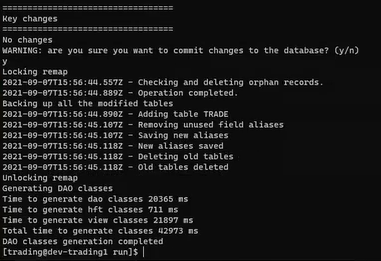 ==================================
Key changes
==================================
No changes
WARNING: are you sure you want to commit changes to the database? (y/n)
y
Locking remap
2021-09-07T15:56:44.557Z - Checking and deleting orphan records.
2021-09-07T15:56:44.889Z - Operation completed.
Backing up all the modified tables
2021-09-07T15:56:44.890Z - Adding table TRADE
2021-09-07T15:56:45.107Z - Removing unused field aliases
2021-09-07T15:56:45.107Z - Saving new aliases
2021-09-07T15:56:45.118Z - New aliases saved
2021-09-07T15:56:45.118Z - Deleting old tables
2021-09-07T15:56:45.118Z - Old tables deleted
Unlocking remap
Generating DAO classes
Time to generate dao classes 20365 ms
Time to generate hft classes 711 ms
Time to generate view classes 21897 ms
Total time to generate classes 42973 ms
DAO classes generation completed
[trading@dev-trading1 run]$